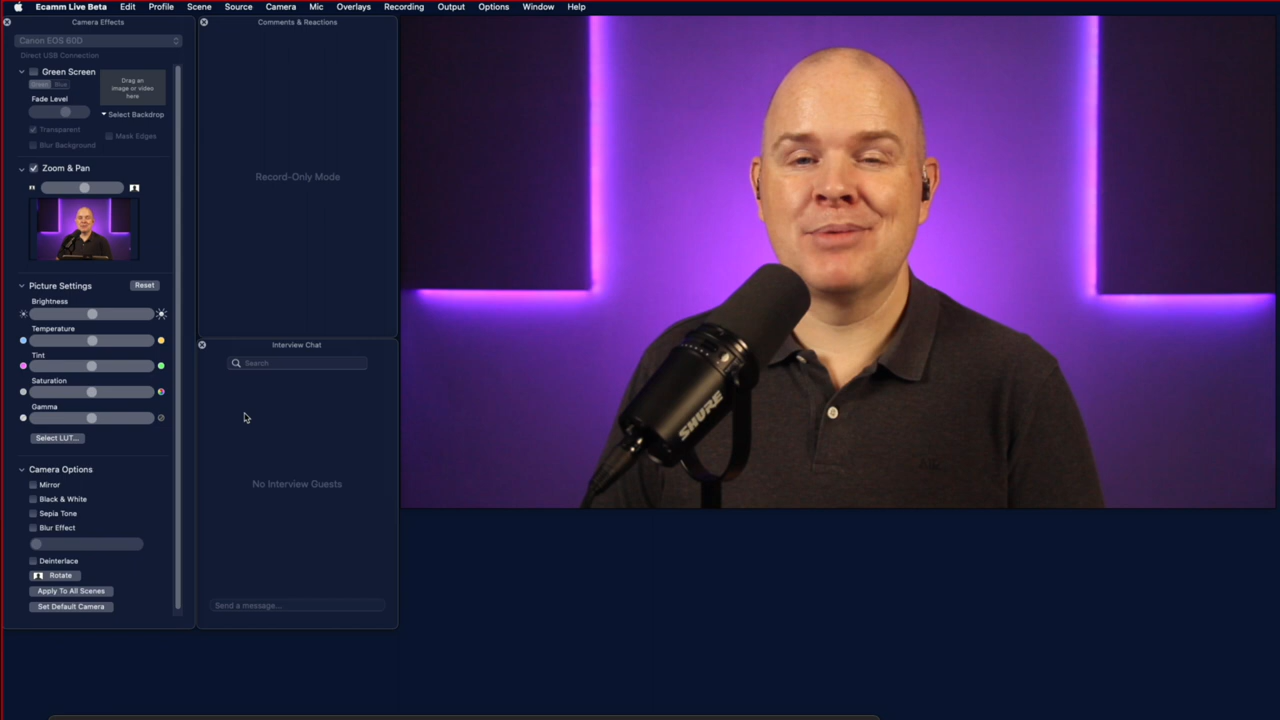 Ecamm Live Beta Edit Profile Scene Source Camera Mic Overlays Recording Output Options Window Help
Camera Effects
Canon EOS 60D
Direct USB Connection
Green Screen
Green Blue
Drag an
image or video
here
Fade Level
Select Backdrop
Transparent
Mask Edges
Blur Background
Zoom & Pan
Picture Settings
Reset
Brightness
Temperature
Tint
Saturation
Gamma
Select LUT...
Camera Options
Mirror
Black & White
Sepia Tone
Blur Effect
Deinterlace
Rotate
Apply To All Scenes
Set Default Camera
Comments & Reactions
Record-Only Mode
Interview Chat
Search
No Interview Guests
Send a message...
SHURE